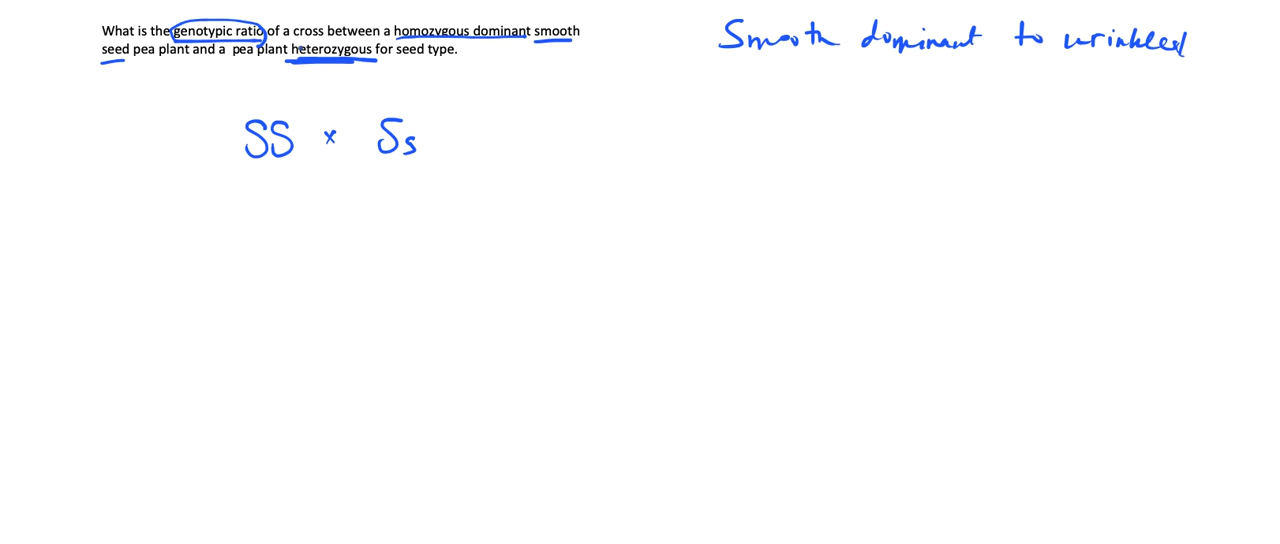 What is the genotypic ratio of a cross between a homozygous dominant smooth
seed pea plant and a pea plant heterozygous for seed type.
Smooth dominant to wrinkled
SS x Ss